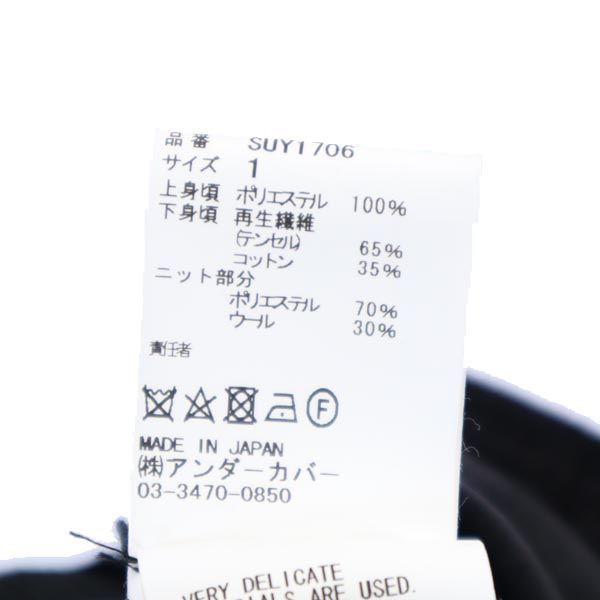 品番 SUY1706
サイズ 1
上身頃 ポリエステル 100%
下身頃 再生繊維
(テンセル) 65%
コットン 35%
ニット部分
ポリエステル 70%
ウール 30%
責任者
F
MADE IN JAPAN
(株)アンダーカバー
03-3470-0850
VERY DELICATE
ARE USED.